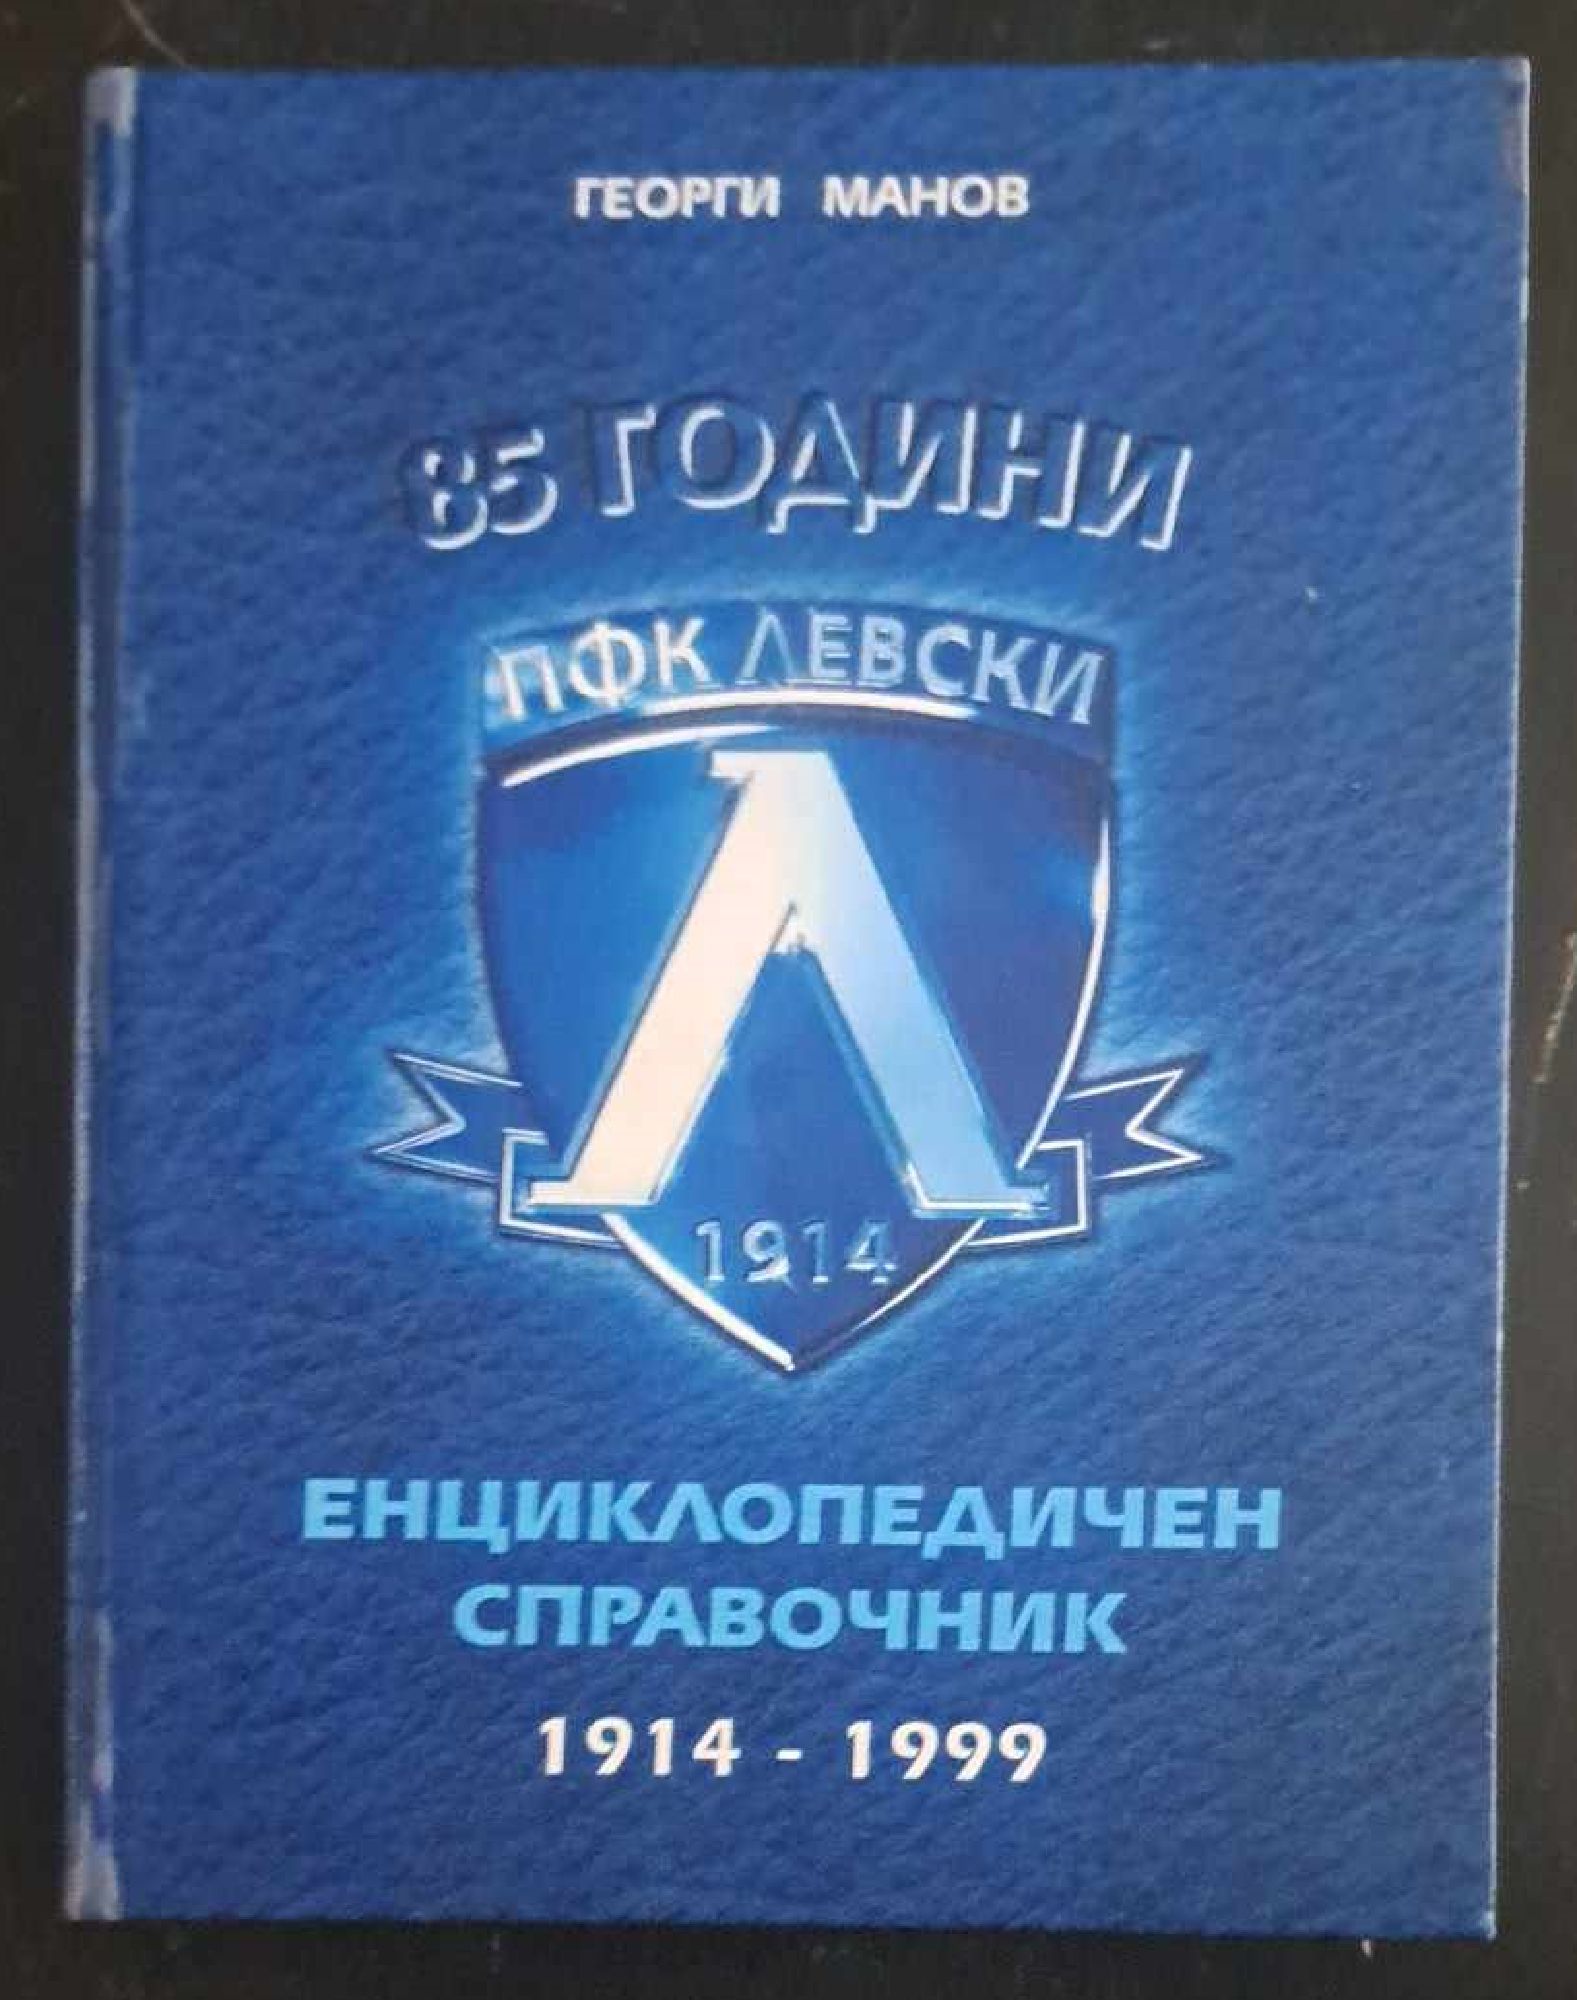 ГЕОРГИ МАНОВ
85 ГОДИНИ
ПФК ЛЕВСКИ
Л
1914
ЕНЦИКЛОПЕДИЧЕН
СПРАВОЧНИК
1914 - 1999